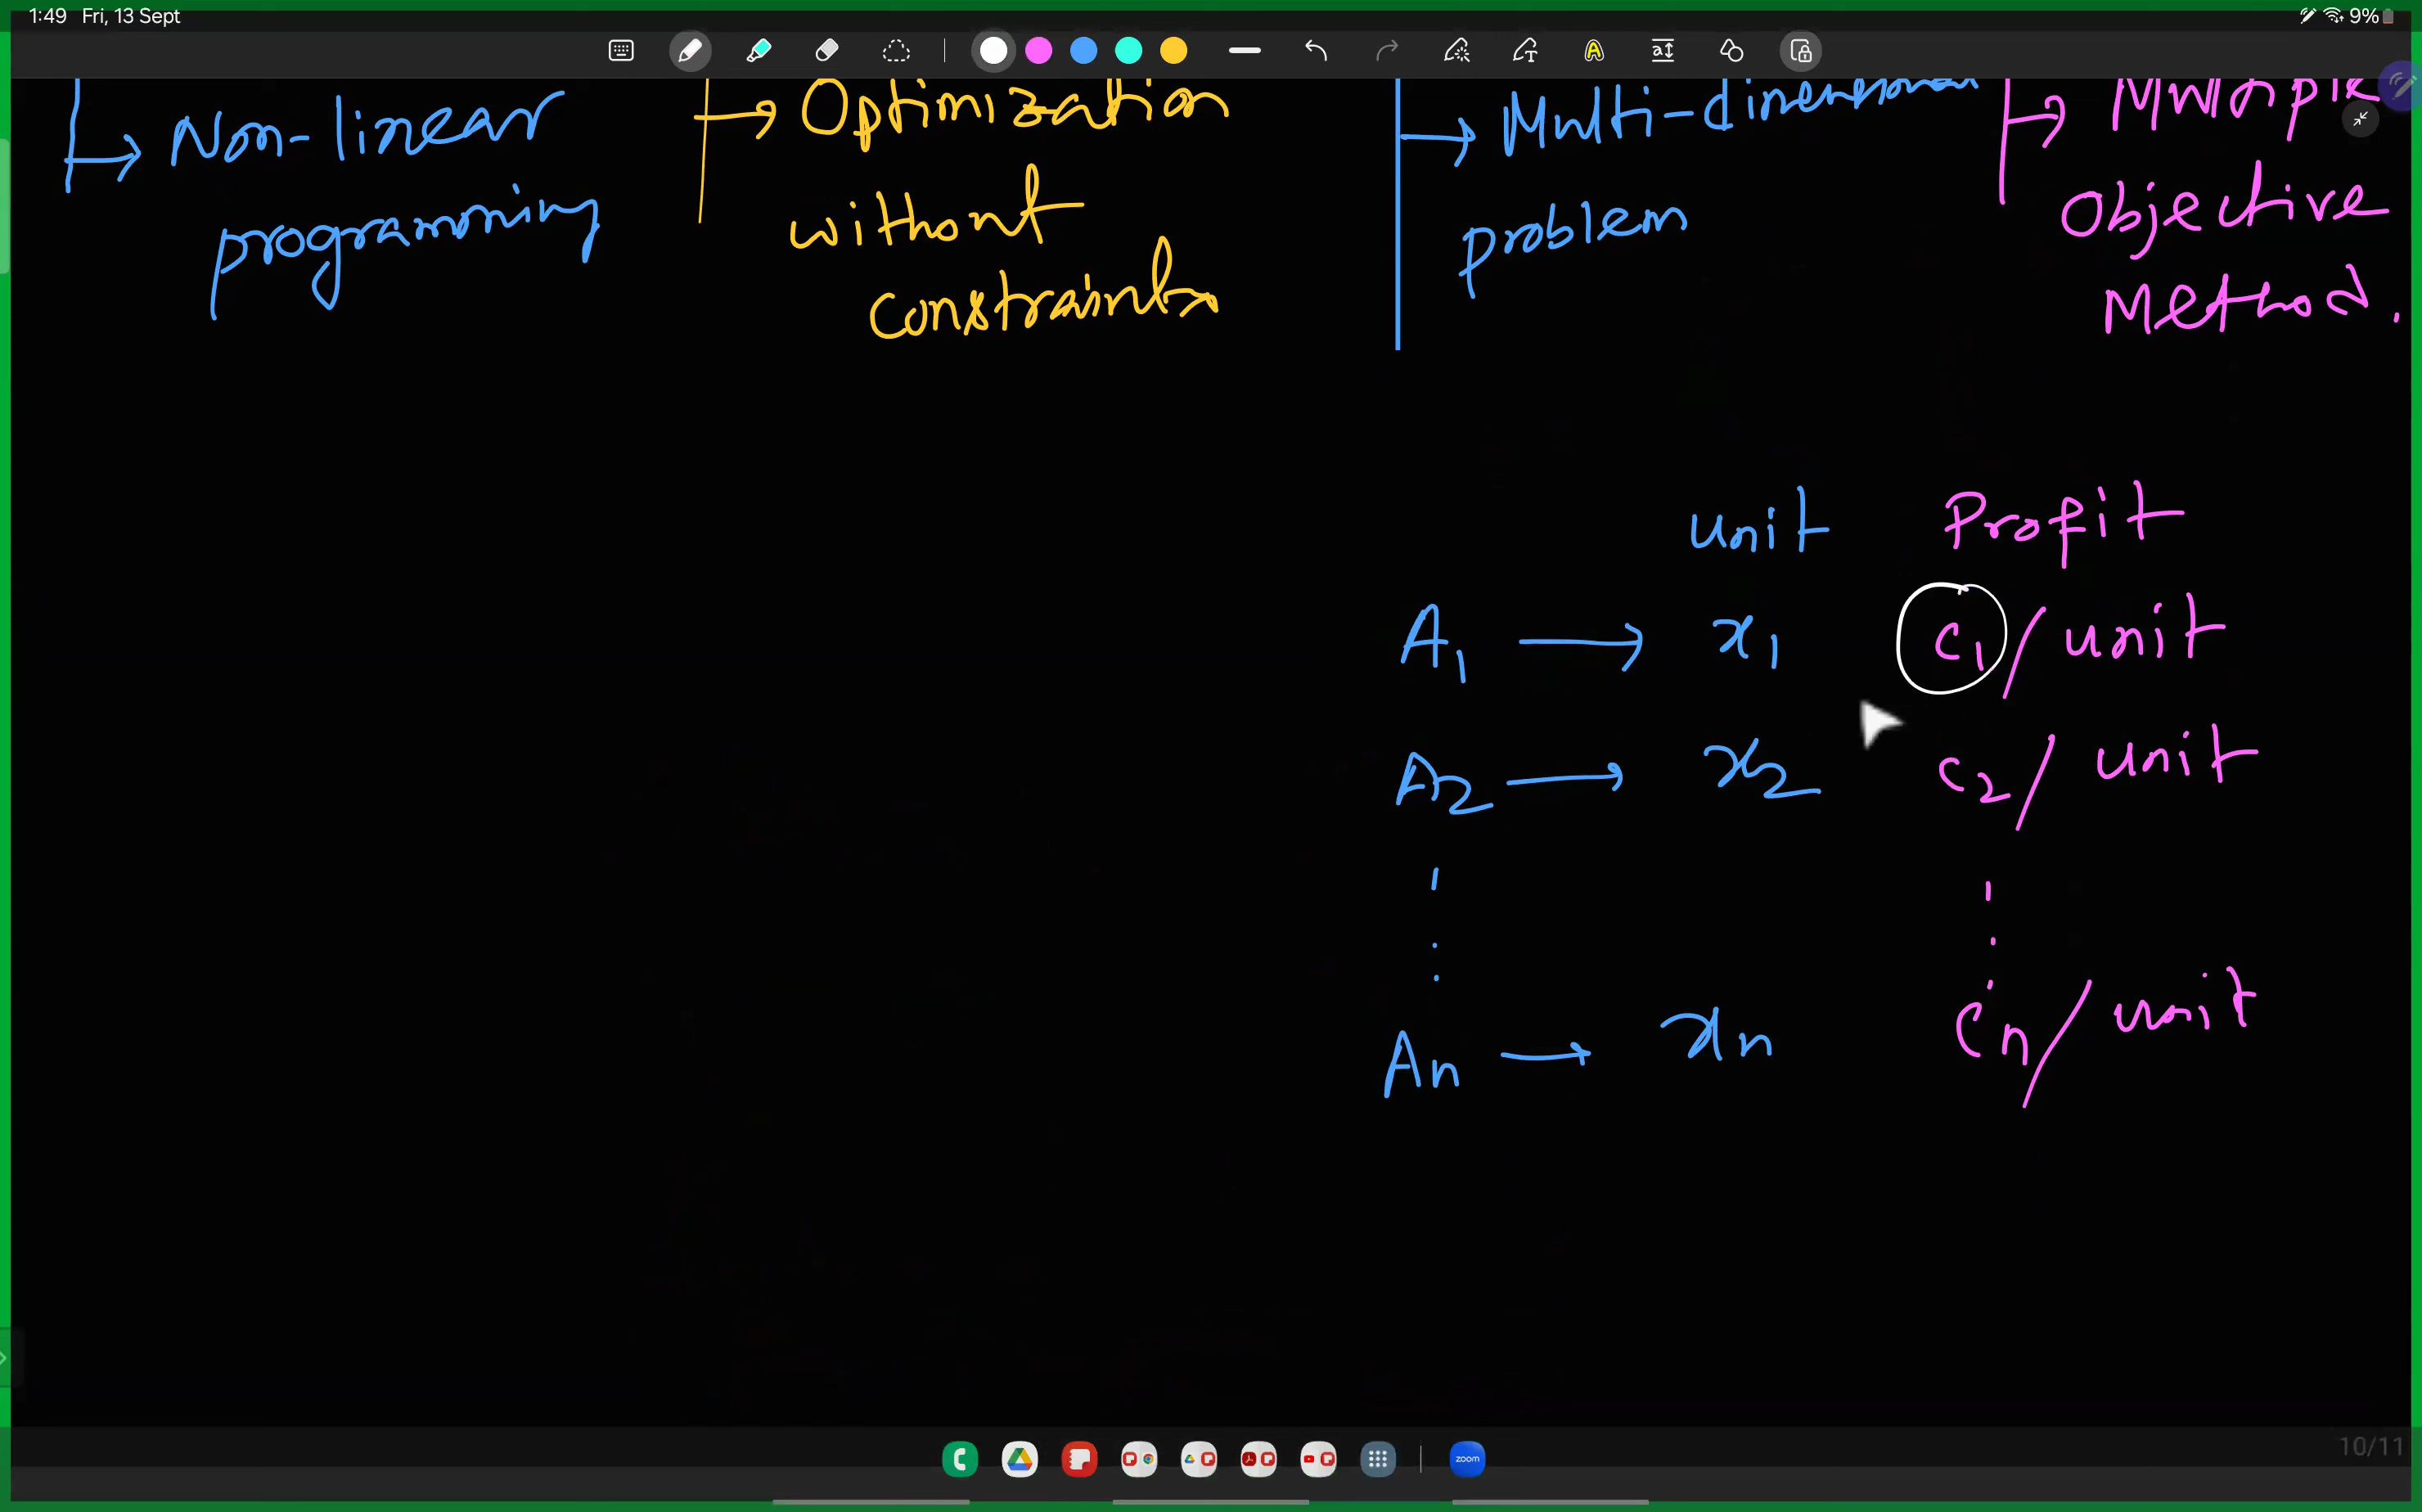 1:49 Fri, 13 Sept
9%
Non-linear
programming
Optimization
without
constraints
Multi-dimensional
problem
Multiple
Objective
Method.
unit Profit
A1 → x1 c1/unit
A2 → x2 c2/unit
An → xn cn/unit
10/11
zoom